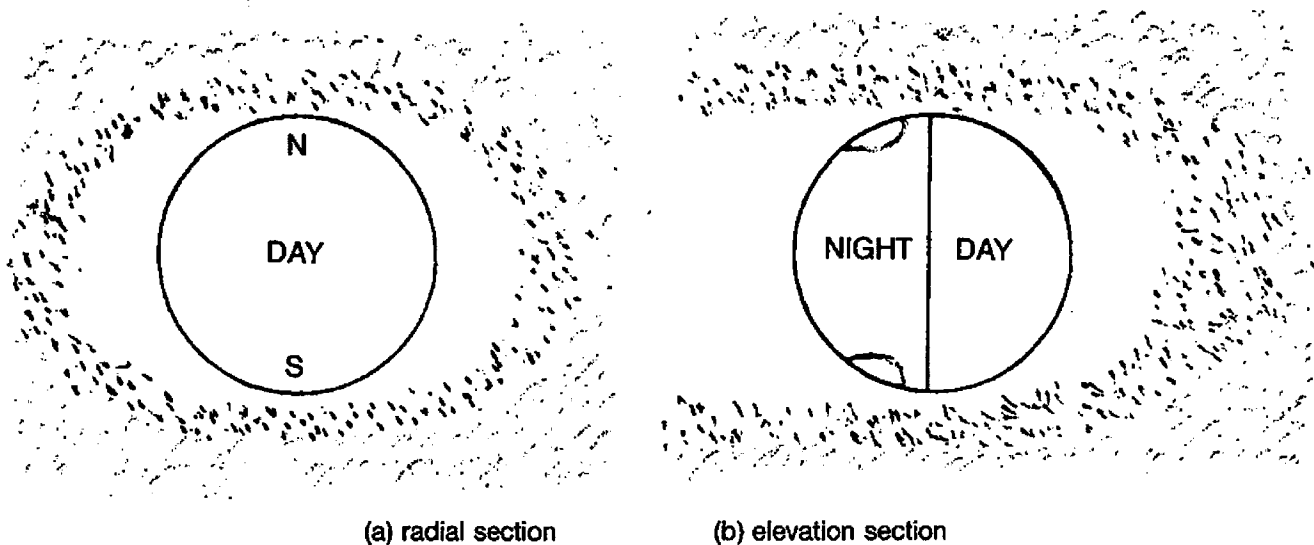 N
DAY
S
NIGHT DAY
(a) radial section
(b) elevation section